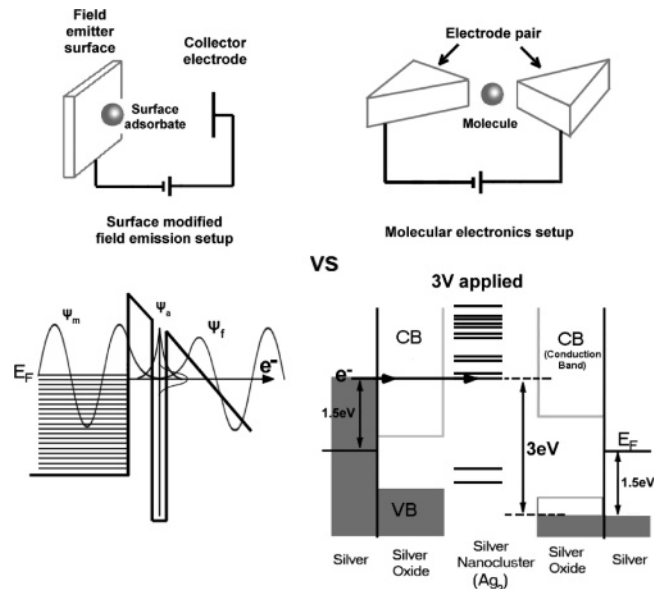 Field
emitter
surface
Collector
electrode
Surface
adsorbate
Surface modified
field emission setup
Electrode pair
Molecule
Molecular electronics setup
VS
Ψm
Ψa
Ψf
EF
e-
3V applied
CB
CB
(Conduction
Band)
e-
1.5eV
3eV
EF
1.5eV
VB
Silver
Silver
Oxide
Silver
Nanocluster
(Ag2)
Silver
Oxide
Silver